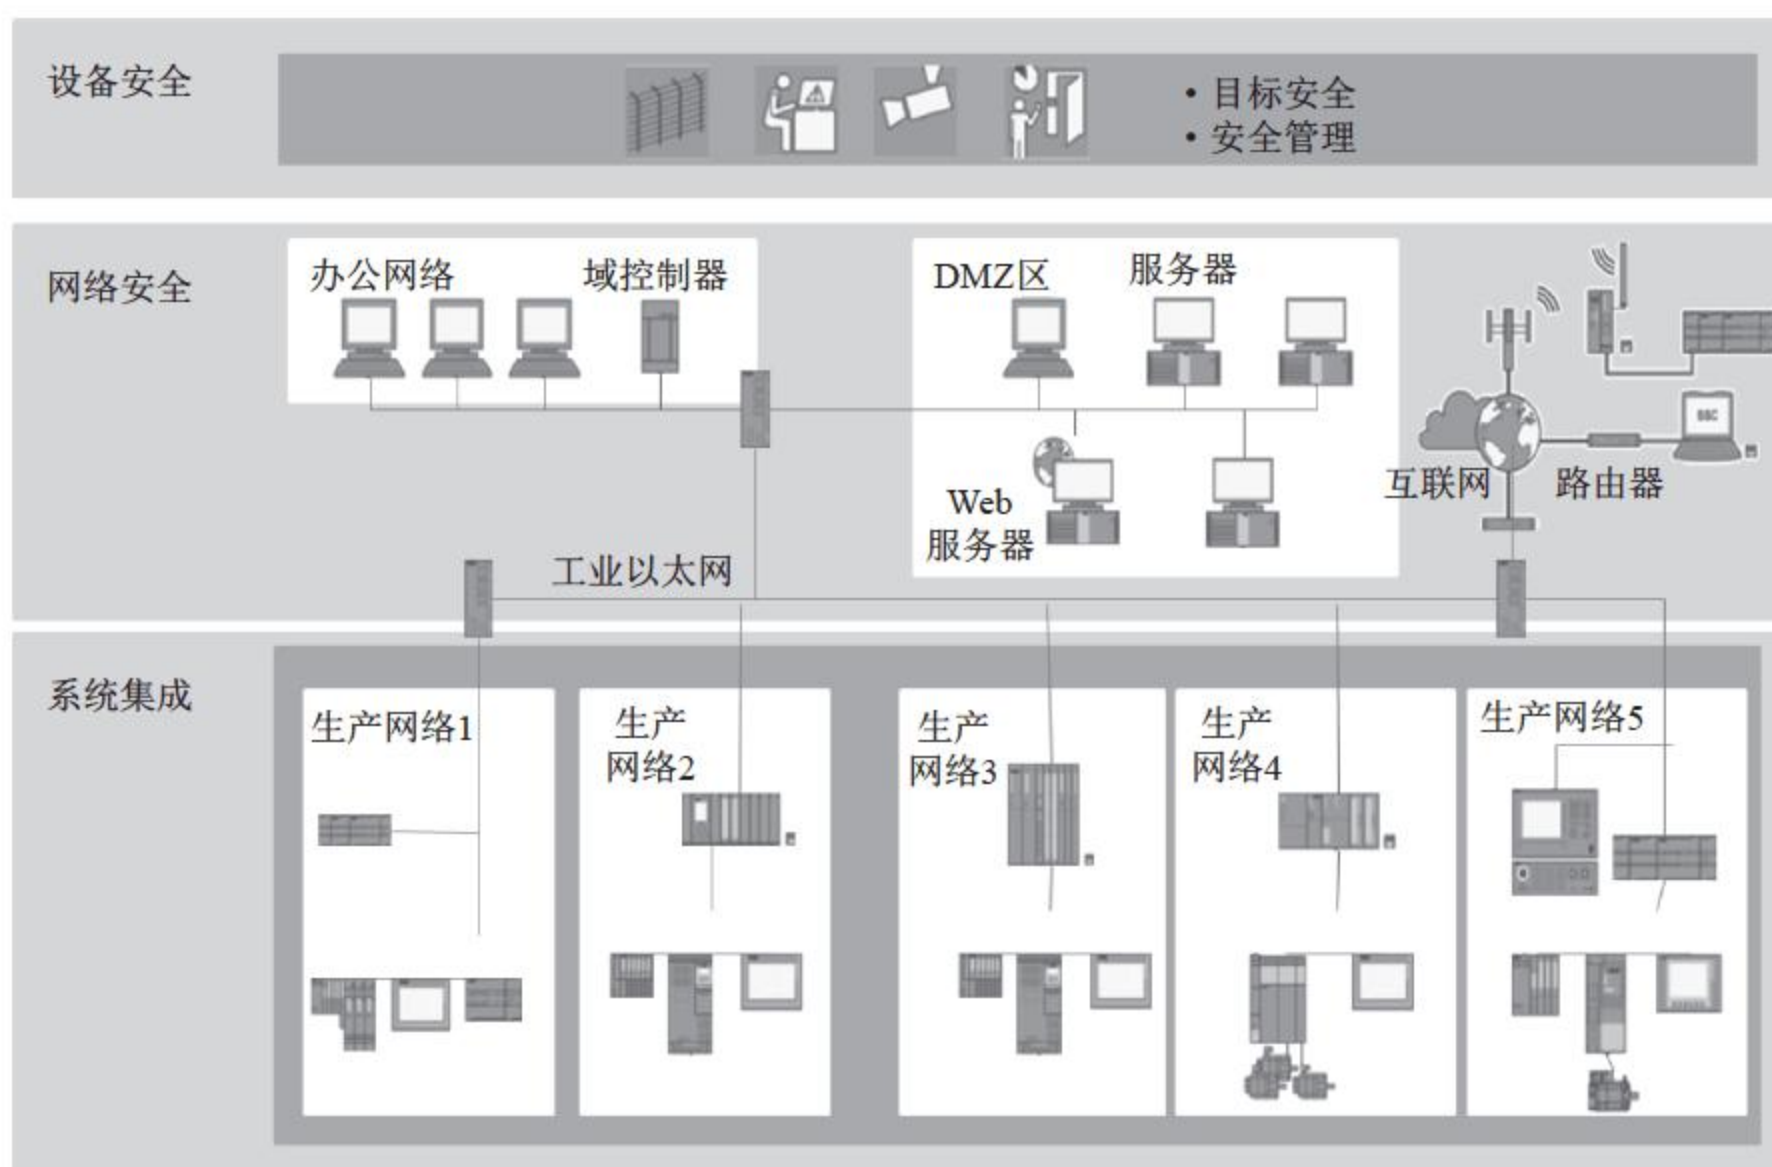 设备安全
• 目标安全
• 安全管理
网络安全
办公网络
域控制器
DMZ区
服务器
互联网
路由器
Web
服务器
工业以太网
系统集成
生产网络1
生产
网络2
生产
网络3
生产
网络4
生产网络5